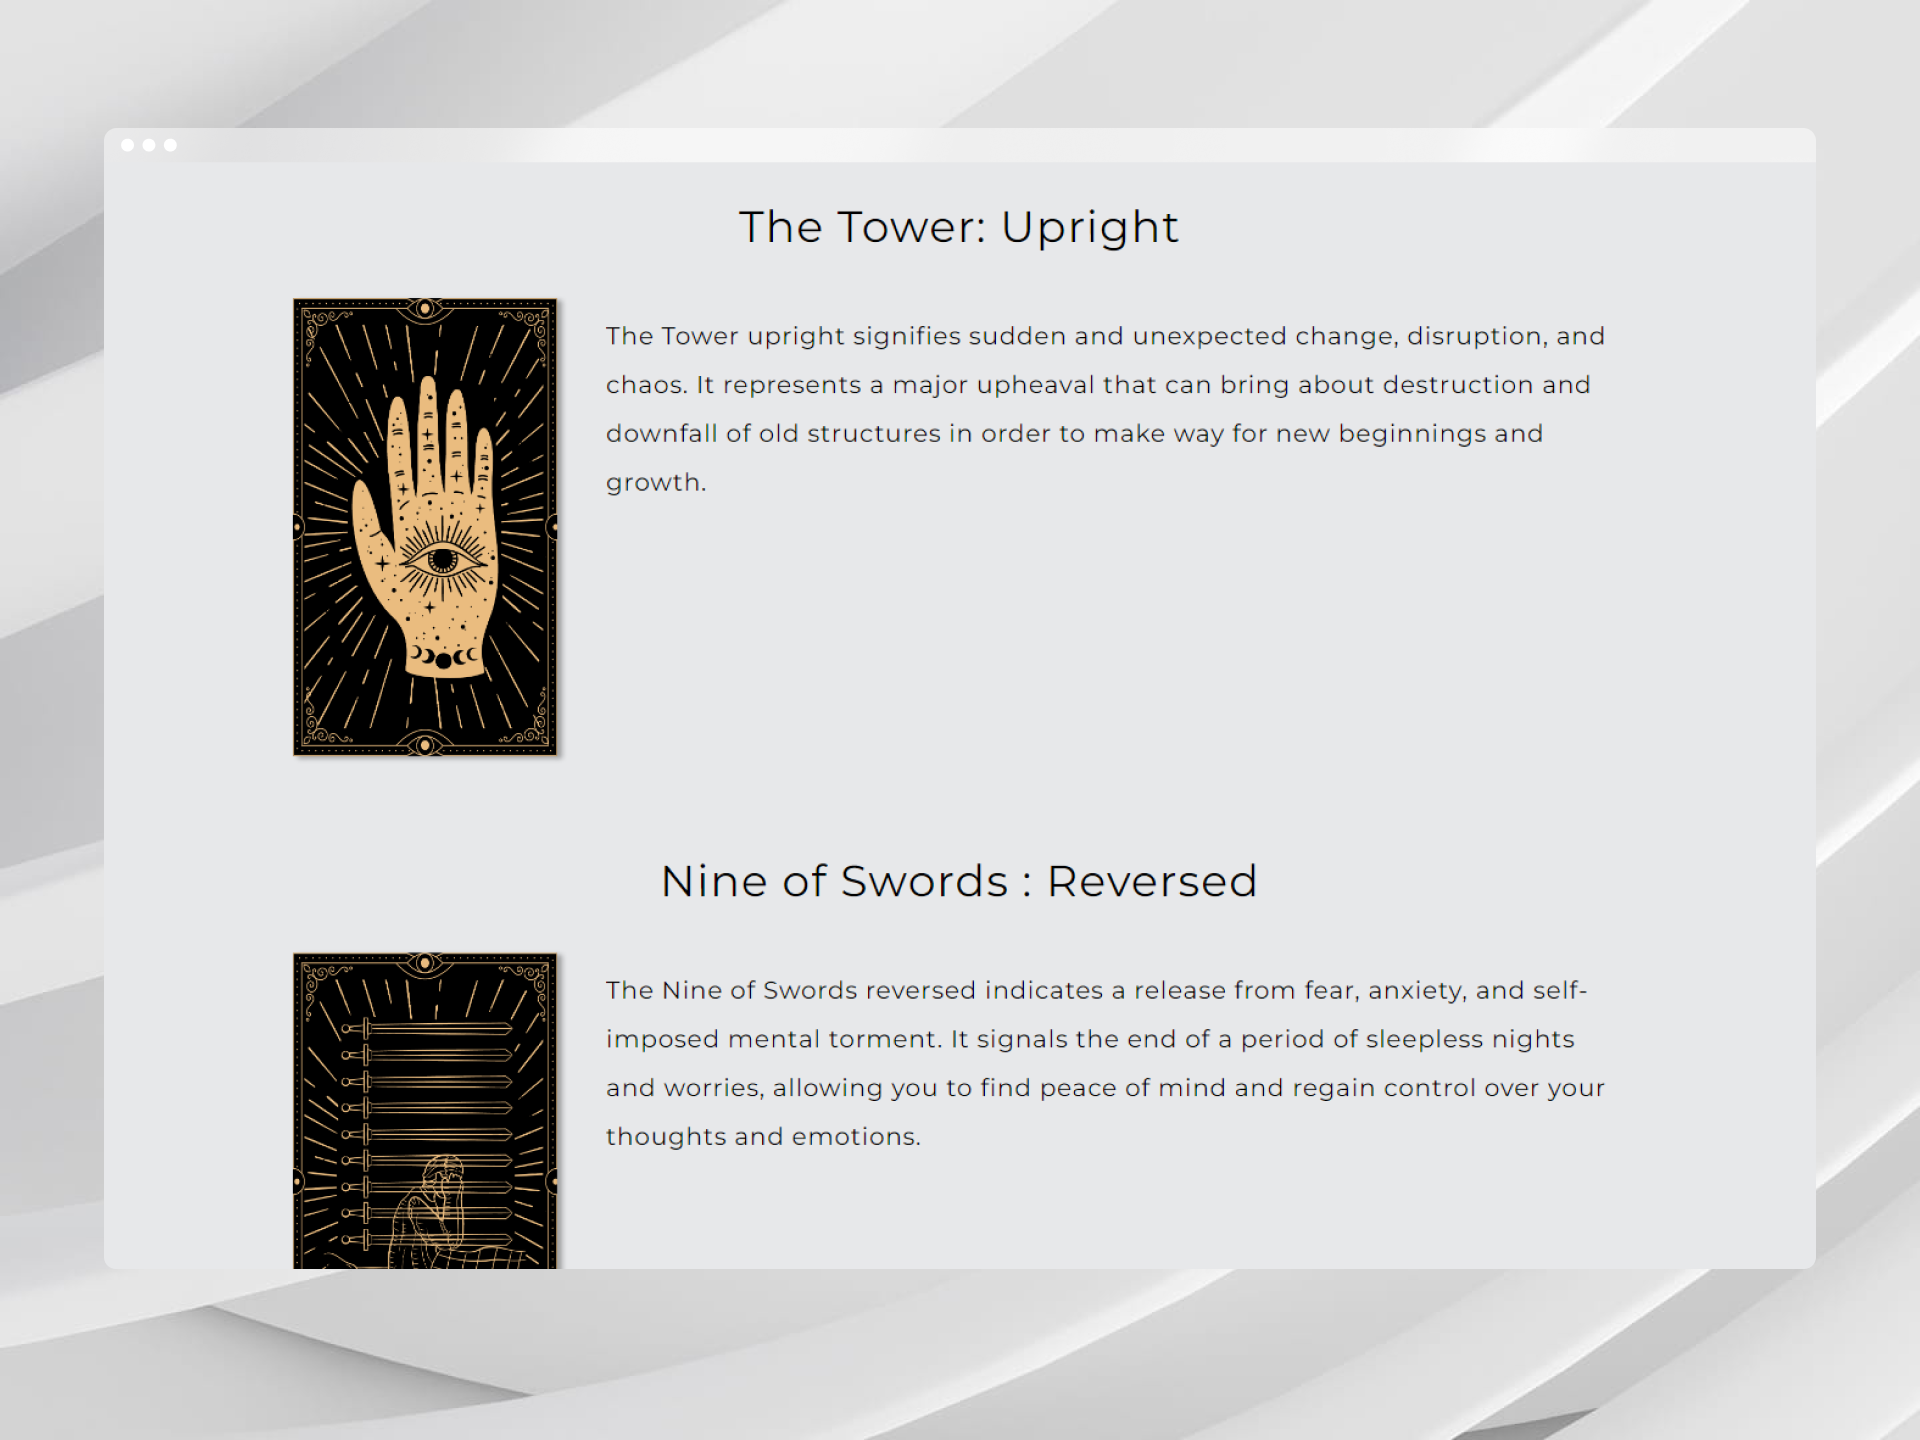 The Tower: Upright
The Tower upright signifies sudden and unexpected change, disruption, and
chaos. It represents a major upheaval that can bring about destruction and
downfall of old structures in order to make way for new beginnings and
growth.
Nine of Swords : Reversed
The Nine of Swords reversed indicates a release from fear, anxiety, and self-
imposed mental torment. It signals the end of a period of sleepless nights
and worries, allowing you to find peace of mind and regain control over your
thoughts and emotions.